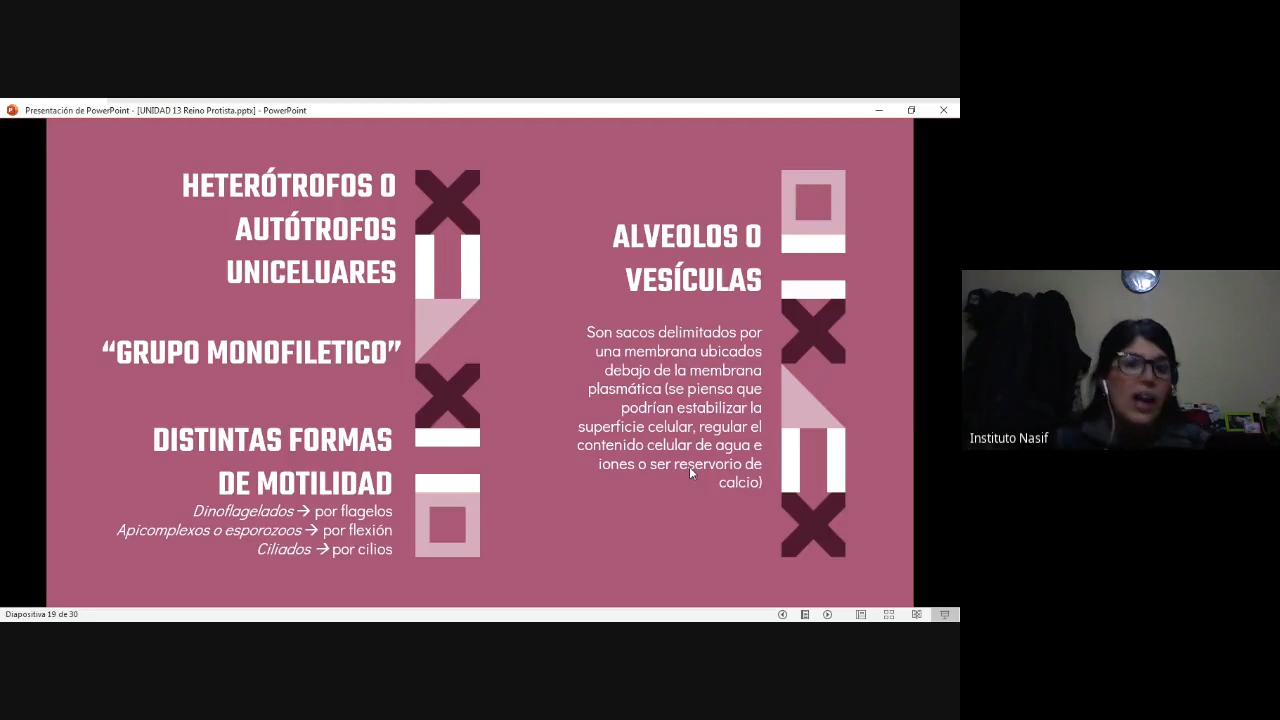 Presentación de PowerPoint - [UNIDAD 13 Reino Protista.pptx] - PowerPoint
HETERÓTROFOS O
AUTÓTROFOS
UNICELUARES
“GRUPO MONOFILETICO”
DISTINTAS FORMAS
DE MOTILIDAD
Dinoflagelados → por flagelos
Apicomplexos o esporozoos → por flexión
Ciliados → por cilios
ALVEOLOS O
VESÍCULAS
Son sacos delimitados por
una membrana ubicados
debajo de la membrana
plasmática (se piensa que
podrían estabilizar la
superficie celular, regular el
contenido celular de agua e
iones o ser reservorio de
calcio)
Instituto Nasif
Diapositiva 19 de 30